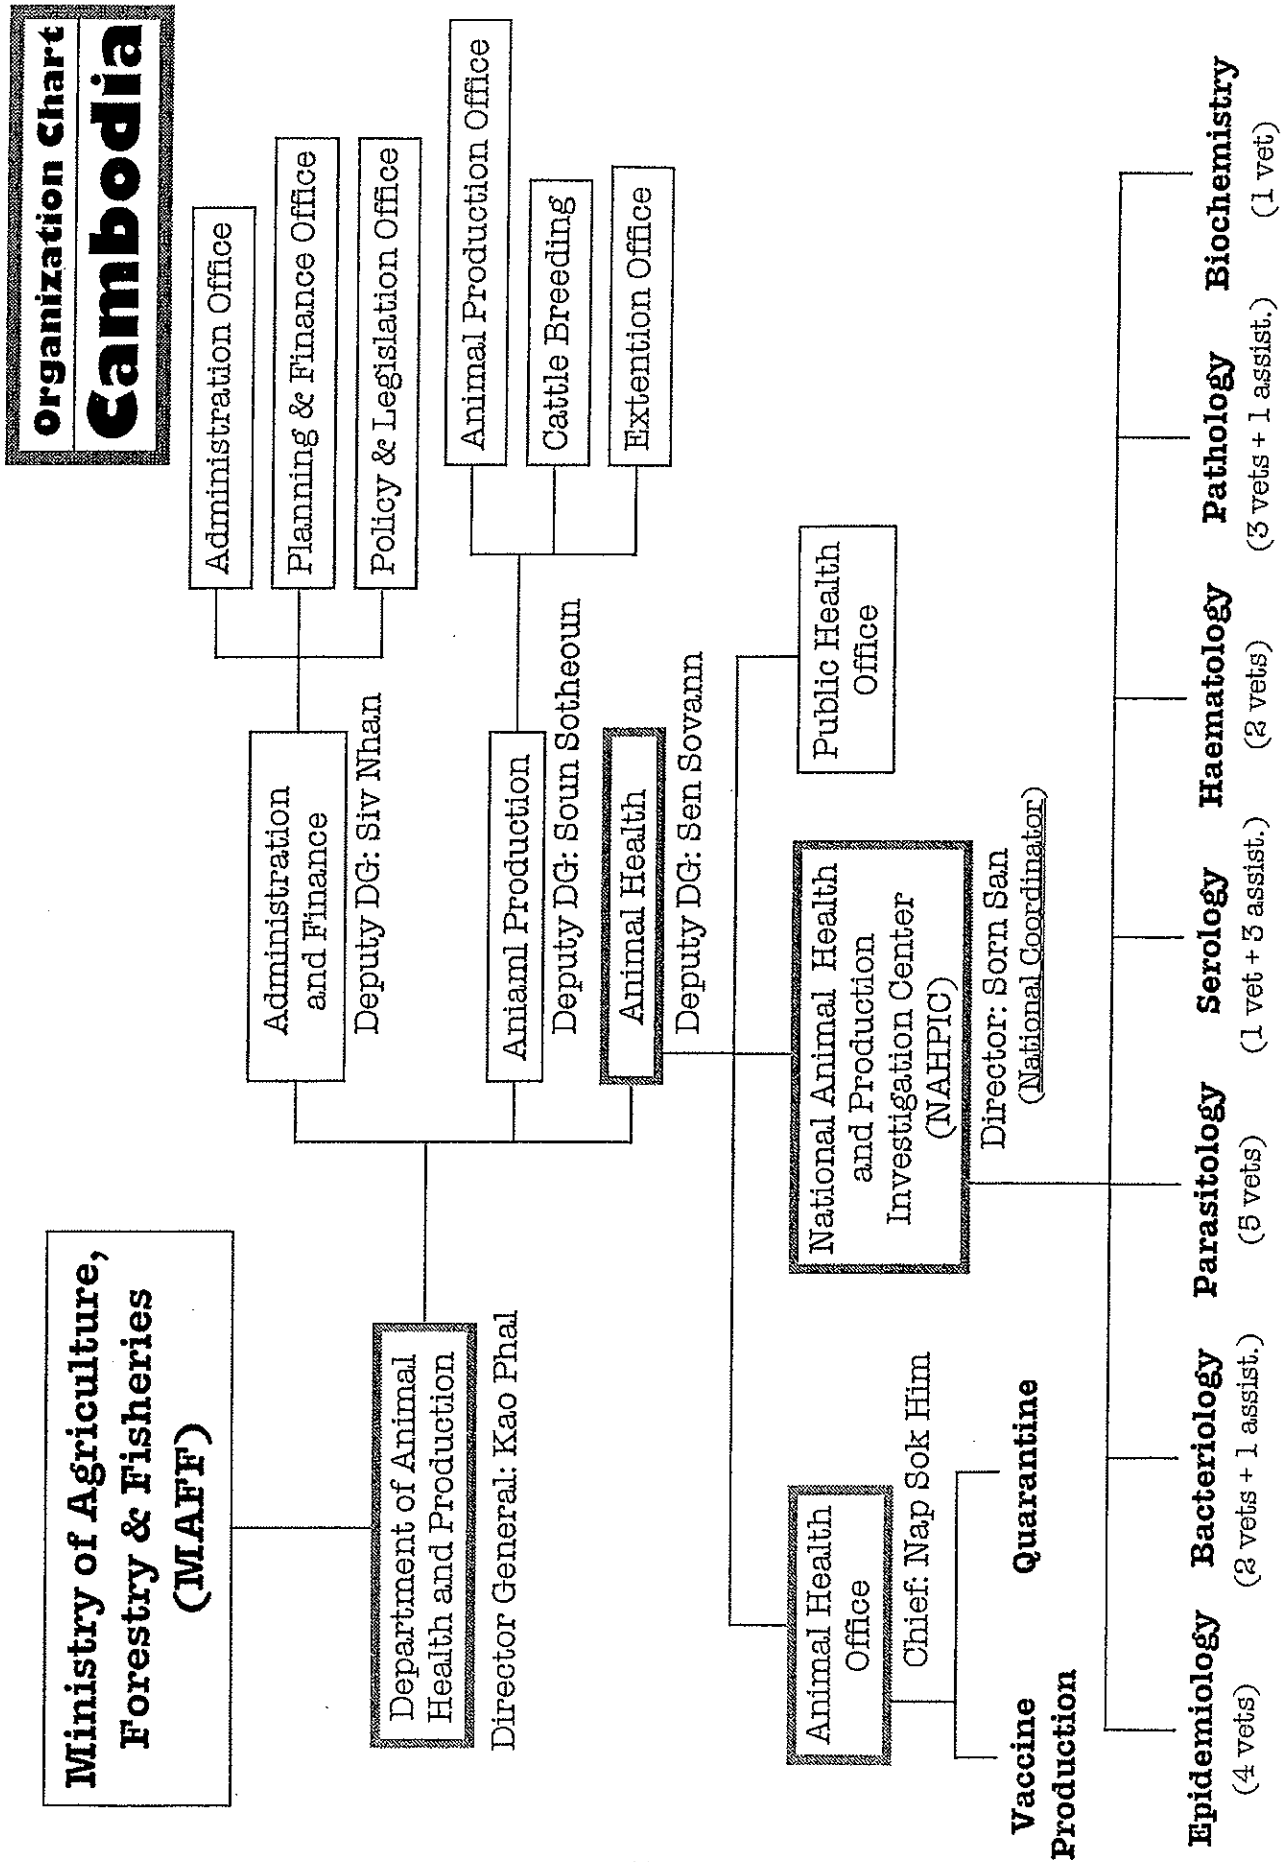 Organization Chart
Cambodia
Ministry of Agriculture,
Forestry & Fisheries
(MAFF)
Department of Animal
Health and Production
Director General: Kao Phal
Administration
and Finance
Deputy DG: Siv Nhan
Administration Office
Planning & Finance Office
Policy & Legislation Office
Aniaml Production
Deputy DG: Soun Sotheoun
Animal Production Office
Cattle Breeding
Extention Office
Animal Health
Deputy DG: Sen Sovann
Animal Health
Office
Chief: Nap Sok Him
Vaccine
Production
Quarantine
National Animal Health
and Production
Investigation Center
(NAHPIC)
Director: Sorn San
(National Coordinator)
Public Health
Office
Epidemiology
(4 vets)
Bacteriology
(2 vets + 1 assist.)
Parasitology
(5 vets)
Serology
(1 vet + 3 assist.)
Haematology
(2 vets)
Pathology
(3 vets + 1 assist.)
Biochemistry
(1 vet)